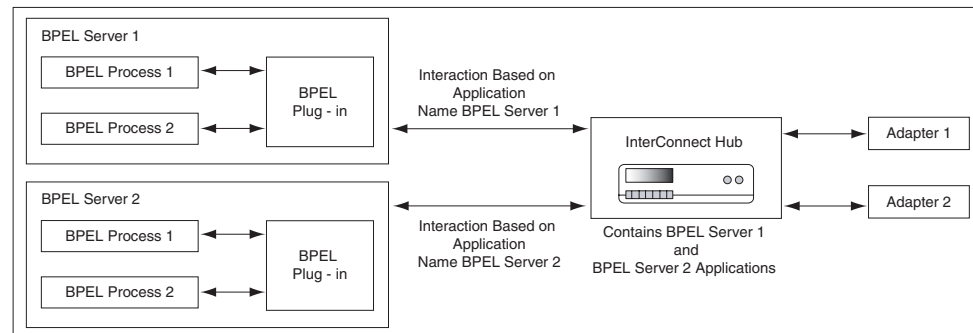 BPEL Server 1
BPEL Process 1
BPEL Process 2
BPEL
Plug - in
Interaction Based on
Application
Name BPEL Server 1
InterConnect Hub
Adapter 1
Adapter 2
Contains BPEL Server 1
and
BPEL Server 2 Applications
BPEL Server 2
BPEL Process 1
BPEL Process 2
BPEL
Plug - in
Interaction Based on
Application
Name BPEL Server 2